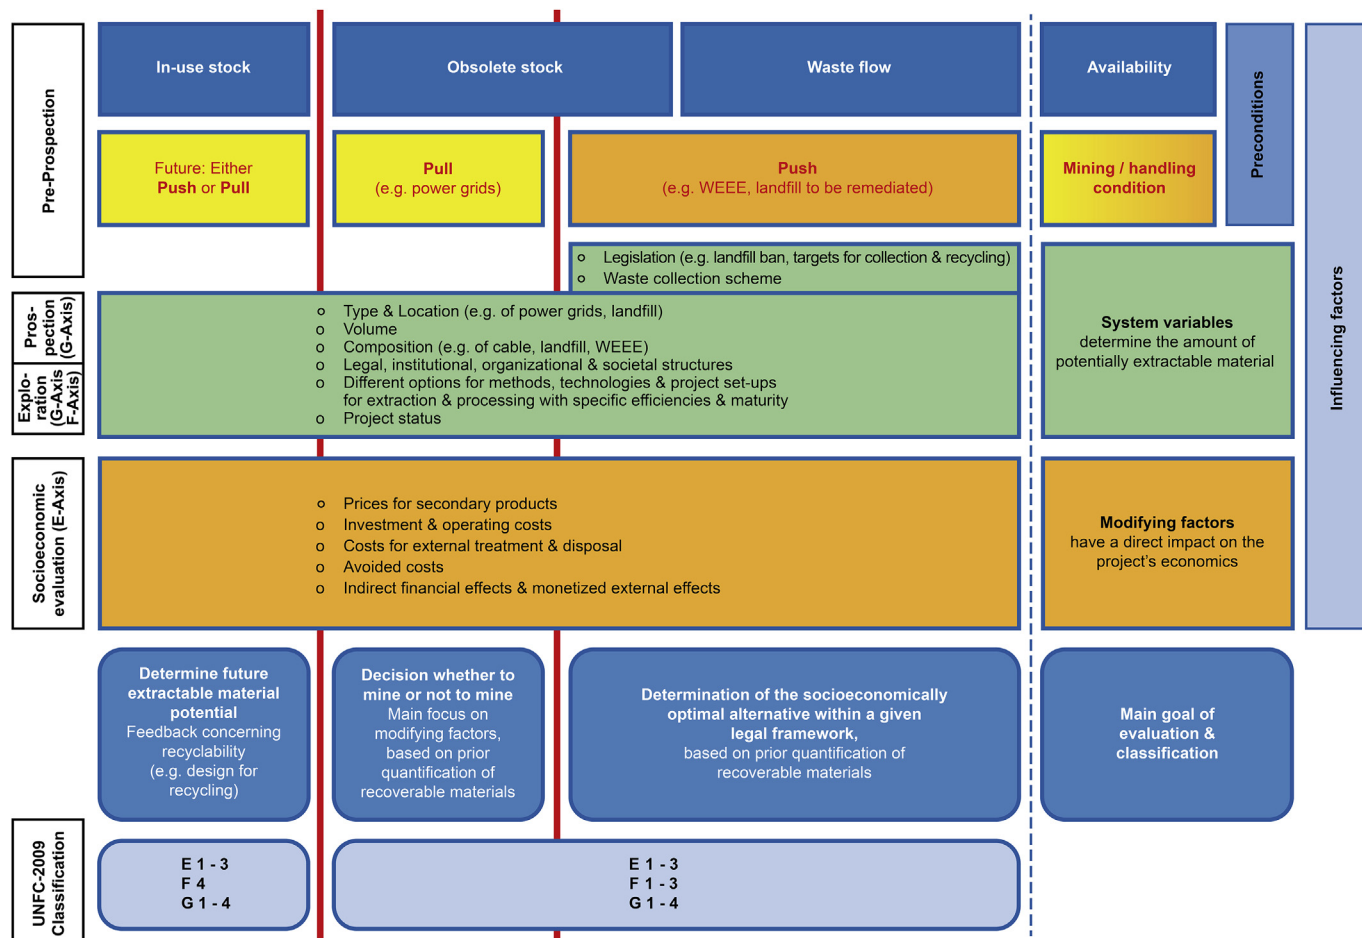 In-use stock
Obsolete stock
Waste flow
Availability
Preconditions
Influencing factors
Pre-Prospection
Future: Either
Push or Pull
Pull
(e.g. power grids)
Push
(e.g. WEEE, landfill to be remediated)
Mining / handling
condition
o Legislation (e.g. landfill ban, targets for collection & recycling)
o Waste collection scheme
Pros-
pection
(G-Axis)
Explo-
ration
(G-Axis
F-Axis)
o Type & Location (e.g. of power grids, landfill)
o Volume
o Composition (e.g. of cable, landfill, WEEE)
o Legal, institutional, organizational & societal structures
o Different options for methods, technologies & project set-ups
for extraction & processing with specific efficiencies & maturity
o Project status
System variables
determine the amount of
potentially extractable material
Socioeconomic
evaluation (E-Axis)
o Prices for secondary products
o Investment & operating costs
o Costs for external treatment & disposal
o Avoided costs
o Indirect financial effects & monetized external effects
Modifying factors
have a direct impact on the
project's economics
Determine future
extractable material
potential
Feedback concerning
recyclability
(e.g. design for
recycling)
Decision whether to
mine or not to mine
Main focus on
modifying factors,
based on prior
quantification of
recoverable materials
Determination of the socioeconomically
optimal alternative within a given
legal framework,
based on prior quantification of
recoverable materials
Main goal of
evaluation &
classification
UNFC-2009
Classification
E 1 - 3
F 4
G 1 - 4
E 1 - 3
F 1 - 3
G 1 - 4